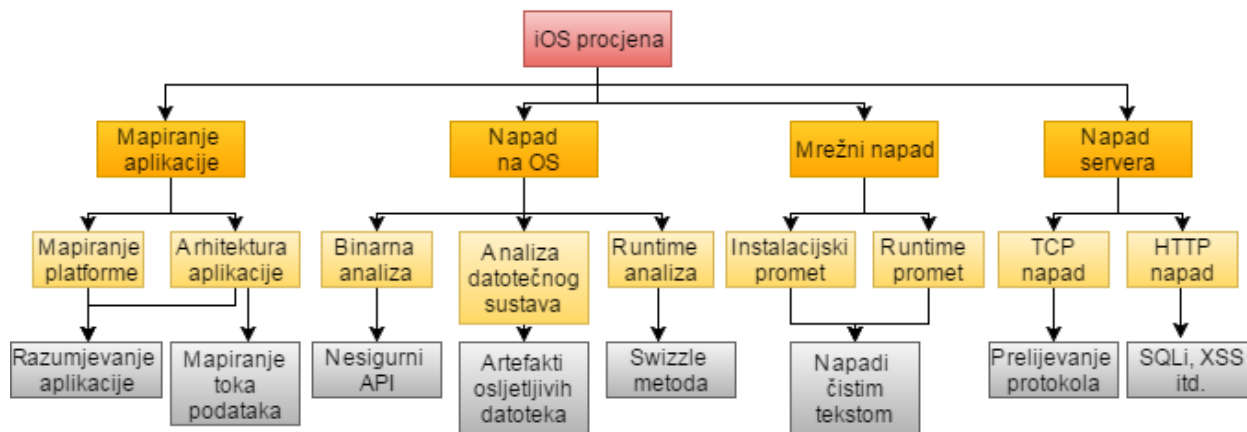 iOS procjena
Mapiranje
aplikacije
Napad
na OS
Mrežni napad
Napad
servera
Mapiranje
platforme
Arhitektura
aplikacije
Binarna
analiza
Analiza
datotečnog
sustava
Runtime
analiza
Instalacijski
promet
Runtime
promet
TCP
napad
HTTP
napad
Razumjevanje
aplikacije
Mapiranje
toka
podataka
Nesigurni
API
Artefakti
osljetljivih
datoteka
Swizzle
metoda
Napadi
čistim
tekstom
Prelijevanje
protokola
SQLi, XSS
itd.